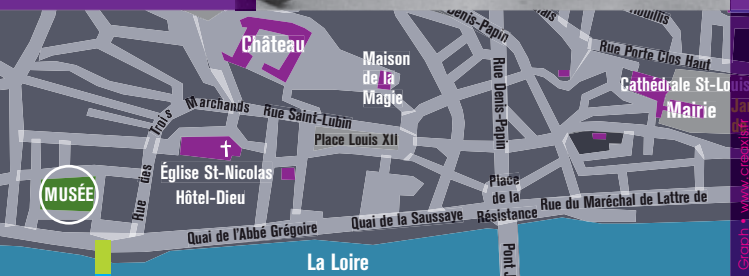 Denis-Papin
Rue Porte Clos Haut
Château
Maison
de la
Magie
Rue Denis-Papin
Cathédrale St-Louis
Mairie
Rue des Trois Marchands
Rue Saint-Lubin
Place Louis XII
Église St-Nicolas
Hôtel-Dieu
MUSÉE
Place
de la
Résistance
Rue du Maréchal de Lattre de
Quai de la Saussaye
Quai de l'Abbé Grégoire
La Loire
Pont